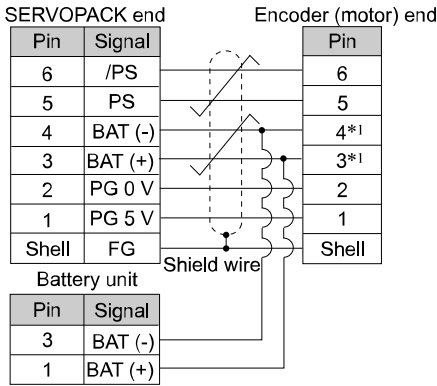 SERVOPACK end Encoder (motor) end
Pin Signal Pin
6 /PS 6
5 PS 5
4 BAT (-) 4*1
3 BAT (+) 3*1
2 PG 0 V 2
1 PG 5 V 1
Shell FG Shell
Shield wire
Battery unit
Pin Signal
3 BAT (-)
1 BAT (+)